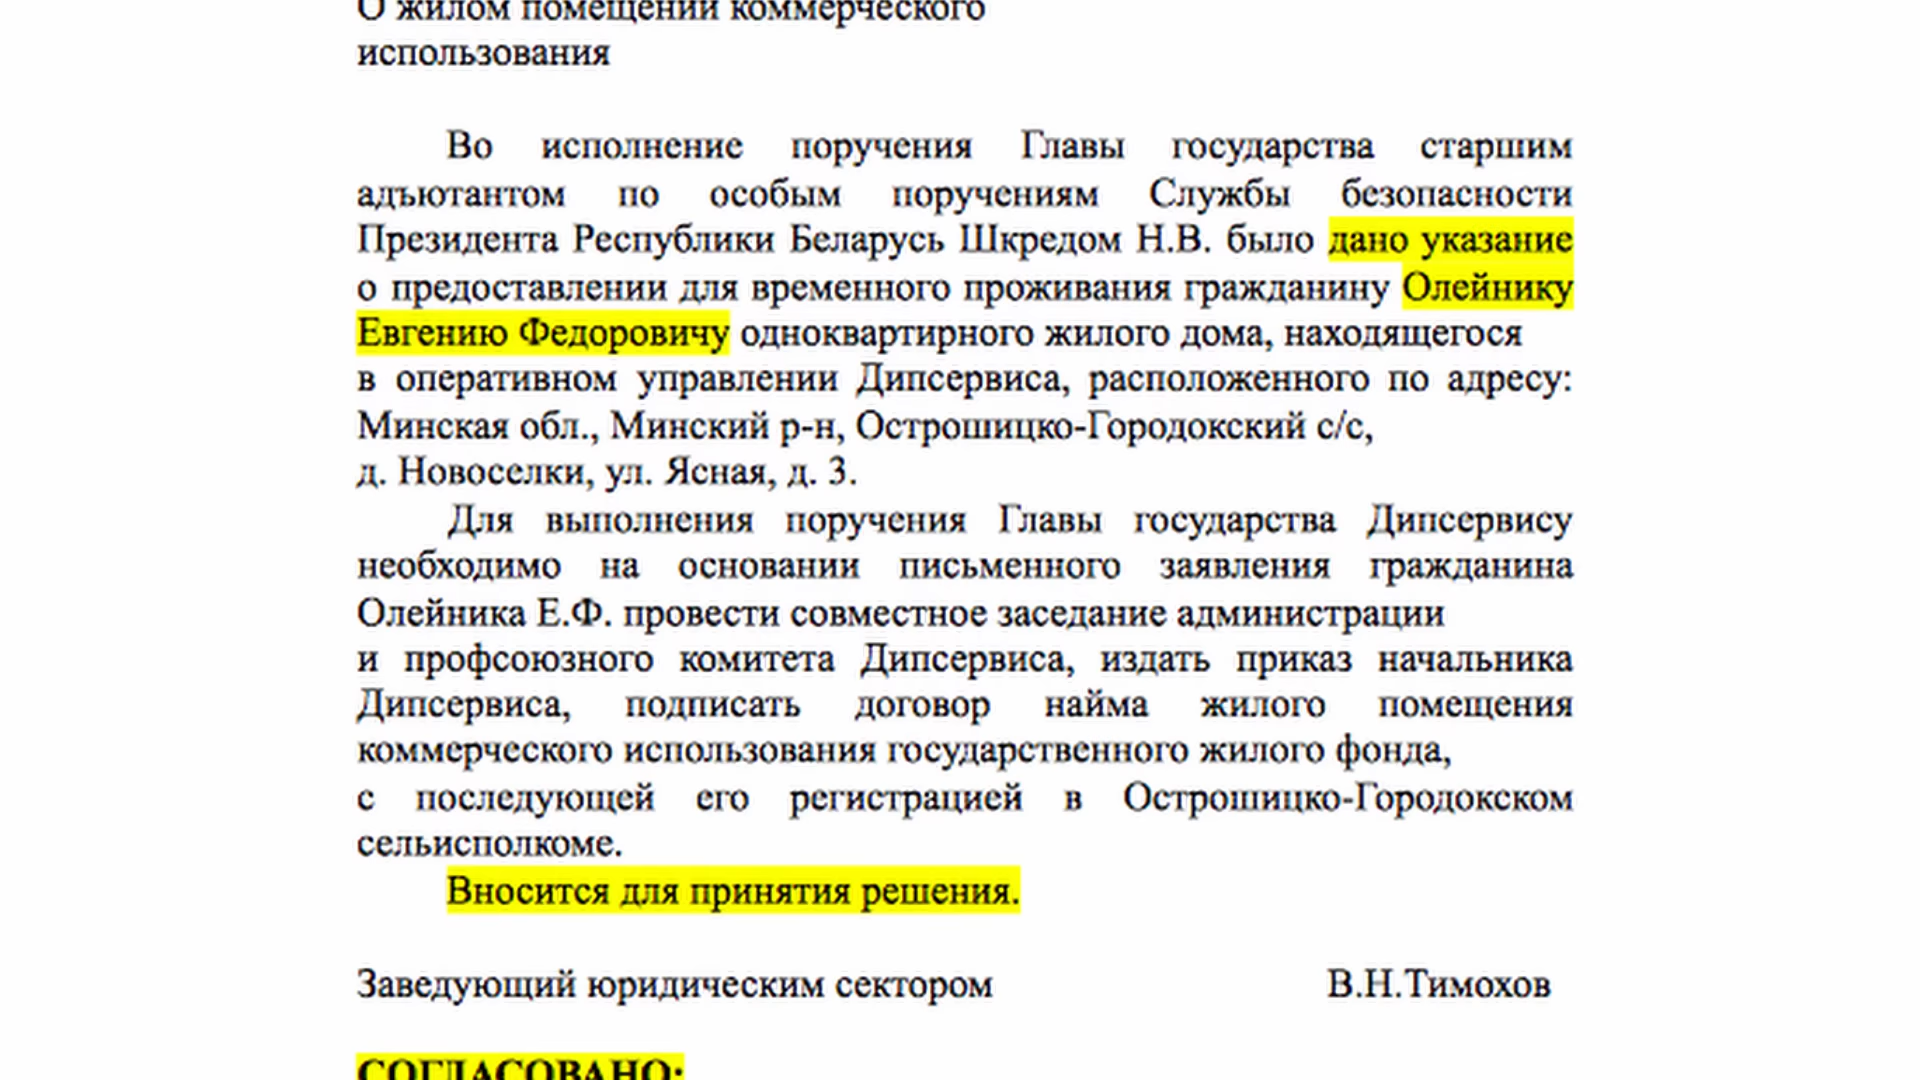 О жилом помещении коммерческого
использования
Во исполнение поручения Главы государства старшим
адъютантом по особым поручениям Службы безопасности
Президента Республики Беларусь Шкредом Н.В. было дано указание
о предоставлении для временного проживания гражданину Олейнику
Евгению Федоровичу одноквартирного жилого дома, находящегося
в оперативном управлении Дипсервиса, расположенного по адресу:
Минская обл., Минский р-н, Острошицко-Городокский с/с,
д. Новоселки, ул. Ясная, д. 3.
Для выполнения поручения Главы государства Дипсервису
необходимо на основании письменного заявления гражданина
Олейника Е.Ф. провести совместное заседание администрации
и профсоюзного комитета Дипсервиса, издать приказ начальника
Дипсервиса, подписать договор найма жилого помещения
коммерческого использования государственного жилого фонда,
с последующей его регистрацией в Острошицко-Городокском
сельисполкоме.
Вносится для принятия решения.
Заведующий юридическим сектором В.Н.Тимохов
СОГЛАСОВАНО: